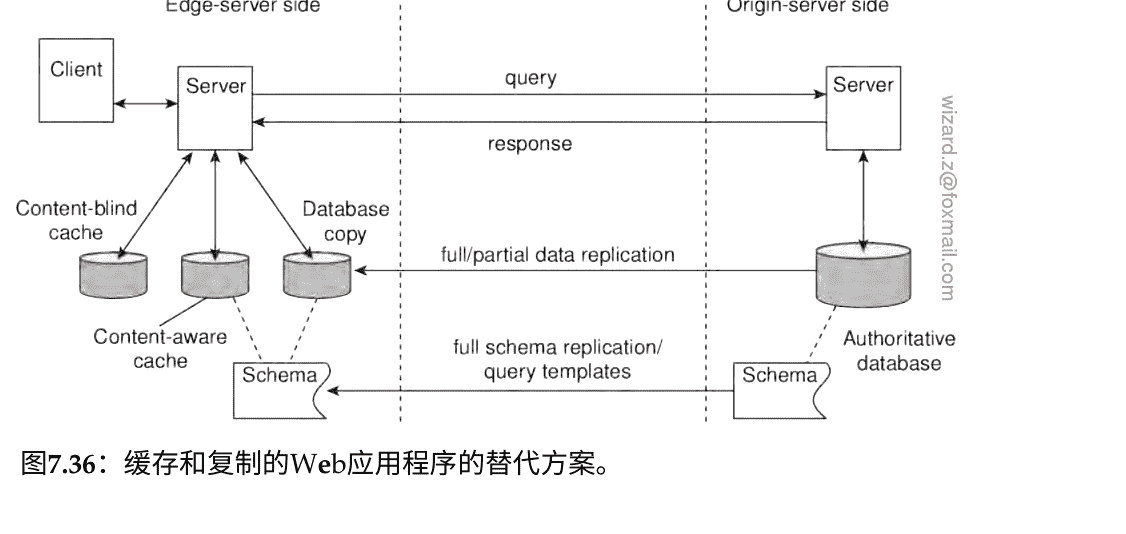 Edge-server side
Origin-server side
Client
Server
query
Server
response
Content-blind
cache
Database
copy
full/partial data replication
Content-aware
cache
Authoritative
database
full schema replication/
query templates
Schema
Schema
wizard.z@foxmail.com
图7.36：缓存和复制的Web应用程序的替代方案。